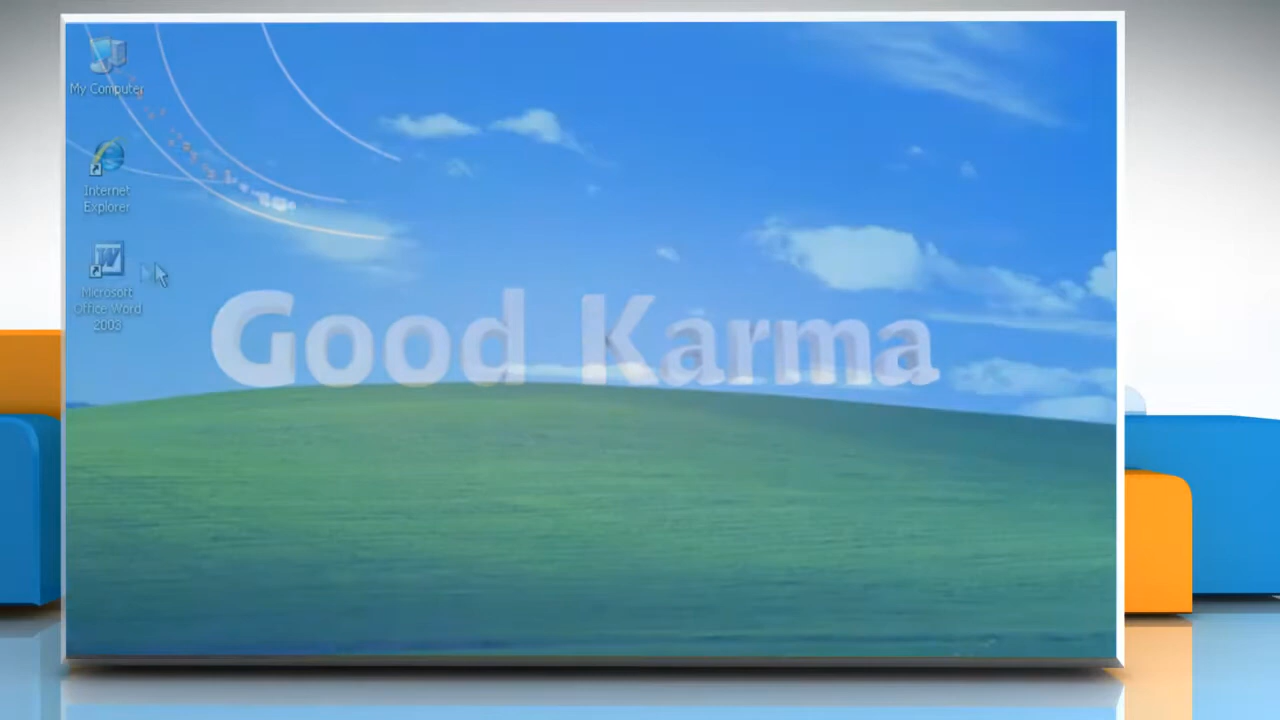 My Computer
Internet
Explorer
Microsoft
Office Word
2003
Good Karma